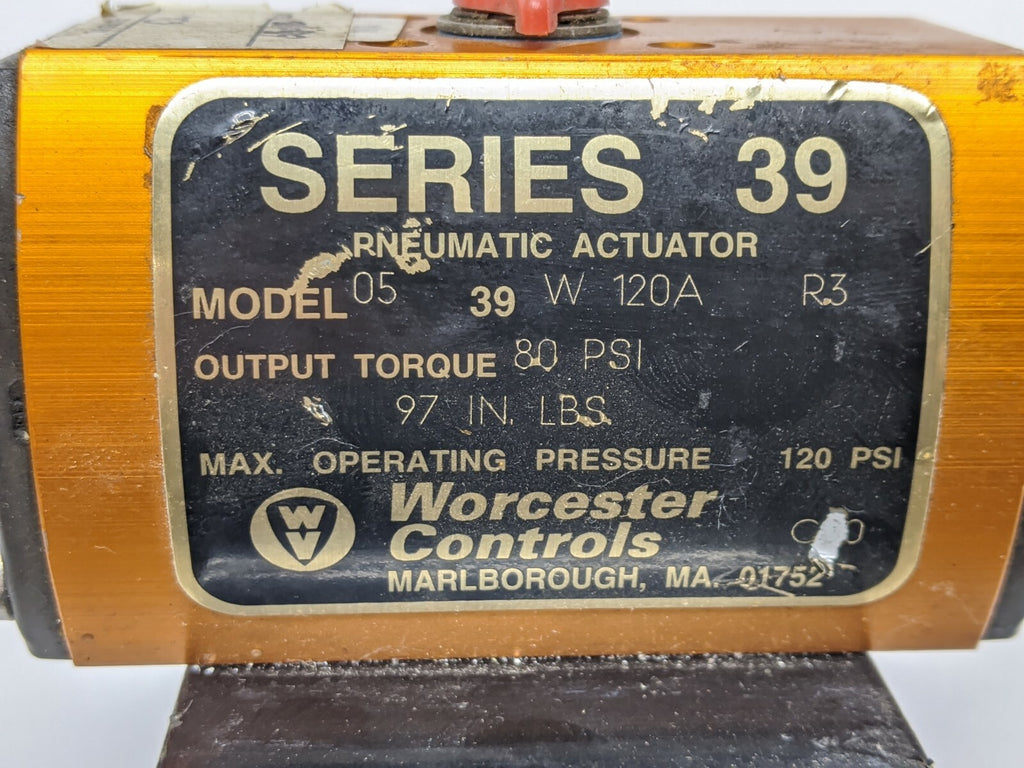 SERIES 39
PNEUMATIC ACTUATOR
MODEL 05 39 W 120A R3
OUTPUT TORQUE 80 PSI
97 IN. LBS
MAX. OPERATING PRESSURE 120 PSI
W
V
Worcester
Controls
MARLBOROUGH, MA. 01752